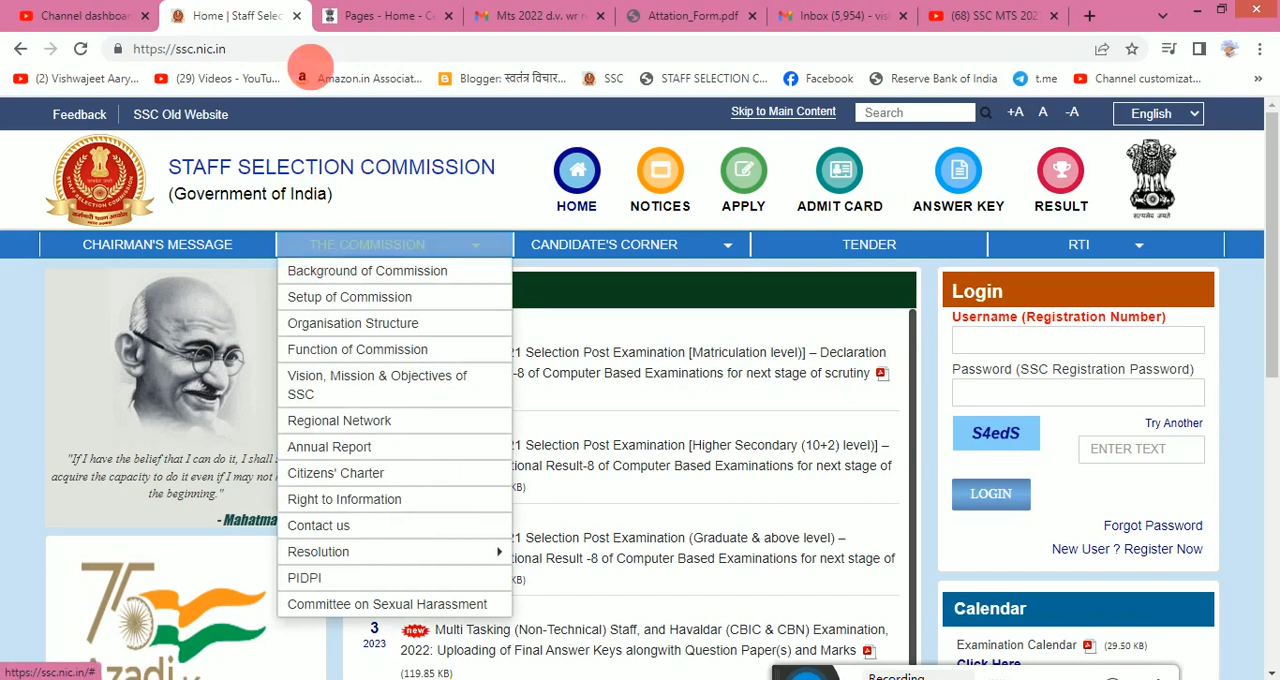 Channel dashboar
Home | Staff Selec
Pages - Home - C
Mts 2022 d.v. wr r
Attation_Form.pdf
Inbox (5,954) - vis
(68) SSC MTS 202
https://ssc.nic.in
(2) Vishwajeet Aary...
(29) Videos - YouTu...
Amazon.in Associat...
Blogger: स्वतंत्र विचार...
SSC
STAFF SELECTION C...
Facebook
Reserve Bank of India
t.me
Channel customizat...
»
Feedback
SSC Old Website
Skip to Main Content
Search
+A A -A
English
STAFF SELECTION COMMISSION
(Government of India)
HOME
NOTICES
APPLY
ADMIT CARD
ANSWER KEY
RESULT
CHAIRMAN'S MESSAGE
THE COMMISSION
CANDIDATE'S CORNER
TENDER
RTI
Background of Commission
Setup of Commission
Organisation Structure
Function of Commission
Vision, Mission & Objectives of
SSC
Regional Network
Annual Report
Citizens' Charter
Right to Information
Contact us
Resolution
PIDPI
Committee on Sexual Harassment
"If I have the belief that I can do it, I shall
acquire the capacity to do it even if I may not
the beginning."
- Mahatm
21 Selection Post Examination [Matriculation level)] – Declaration
-8 of Computer Based Examinations for next stage of scrutiny
21 Selection Post Examination [Higher Secondary (10+2) level)] –
tional Result-8 of Computer Based Examinations for next stage of
KB)
21 Selection Post Examination (Graduate & above level) –
tional Result -8 of Computer Based Examinations for next stage of
KB)
3
2023
new Multi Tasking (Non-Technical) Staff, and Havaldar (CBIC & CBN) Examination,
2022: Uploading of Final Answer Keys alongwith Question Paper(s) and Marks
(119.85 KB)
Login
Username (Registration Number)
Password (SSC Registration Password)
S4edS
Try Another
ENTER TEXT
LOGIN
Forgot Password
New User ? Register Now
Calendar
Examination Calendar (29.50 KB)
Click Here
75
Azadi
https://ssc.nic.in/#
Recording